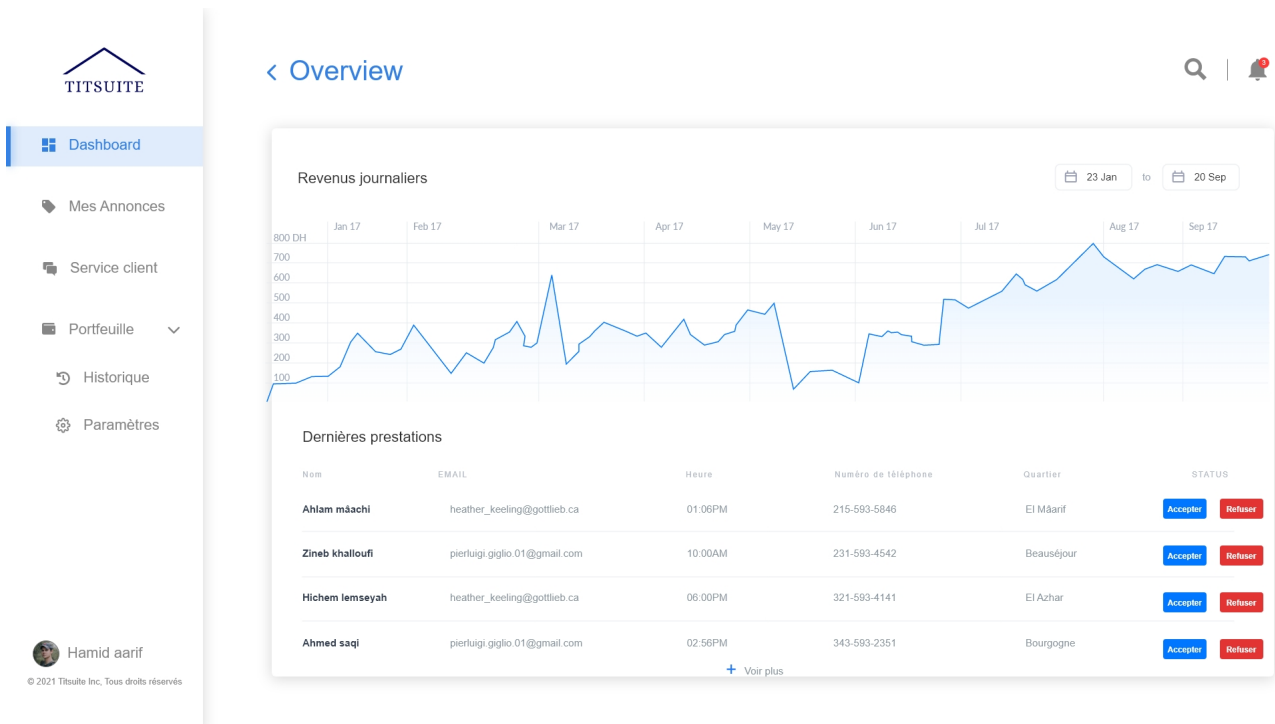 TITSUITE
Dashboard
Mes Annonces
Service client
Portfeuille
Historique
Paramètres
Hamid aarif
© 2021 Titsuite Inc, Tous droits réservés
< Overview
3
Revenus journaliers
23 Jan to 20 Sep
Jan 17 Feb 17 Mar 17 Apr 17 May 17 Jun 17 Jul 17 Aug 17 Sep 17
800 DH
700
600
500
400
300
200
100
Dernières prestations
Nom EMAIL Heure Numéro de téléphone Quartier STATUS
Ahlam mâachi heather_keeling@gottlieb.ca 01:06PM 215-593-5846 El Mâarif Accepter Refuser
Zineb khalloufi pierluigi.giglio.01@gmail.com 10:00AM 231-593-4542 Beauséjour Accepter Refuser
Hichem lemseyah heather_keeling@gottlieb.ca 06:00PM 321-593-4141 El Azhar Accepter Refuser
Ahmed saqi pierluigi.giglio.01@gmail.com 02:56PM 343-593-2351 Bourgogne Accepter Refuser
+ Voir plus